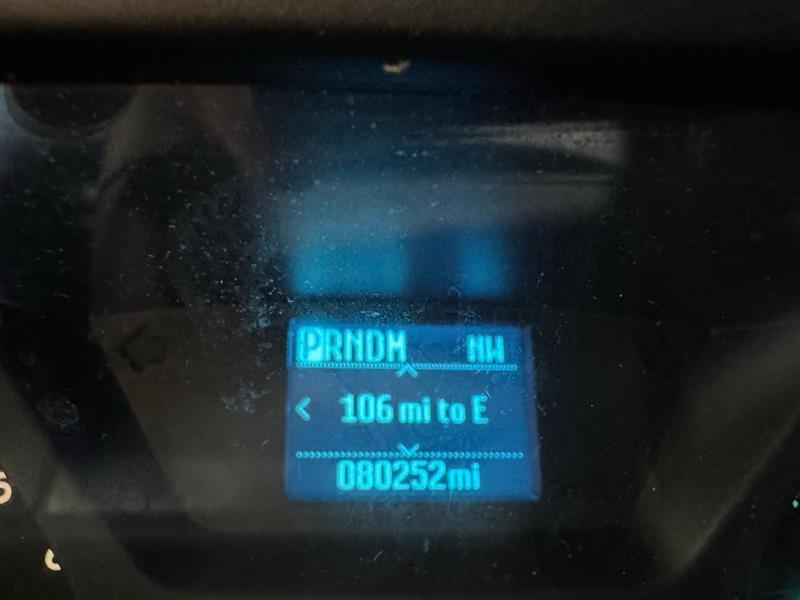 PRNDM NW
< 106 mi to E
080252mi